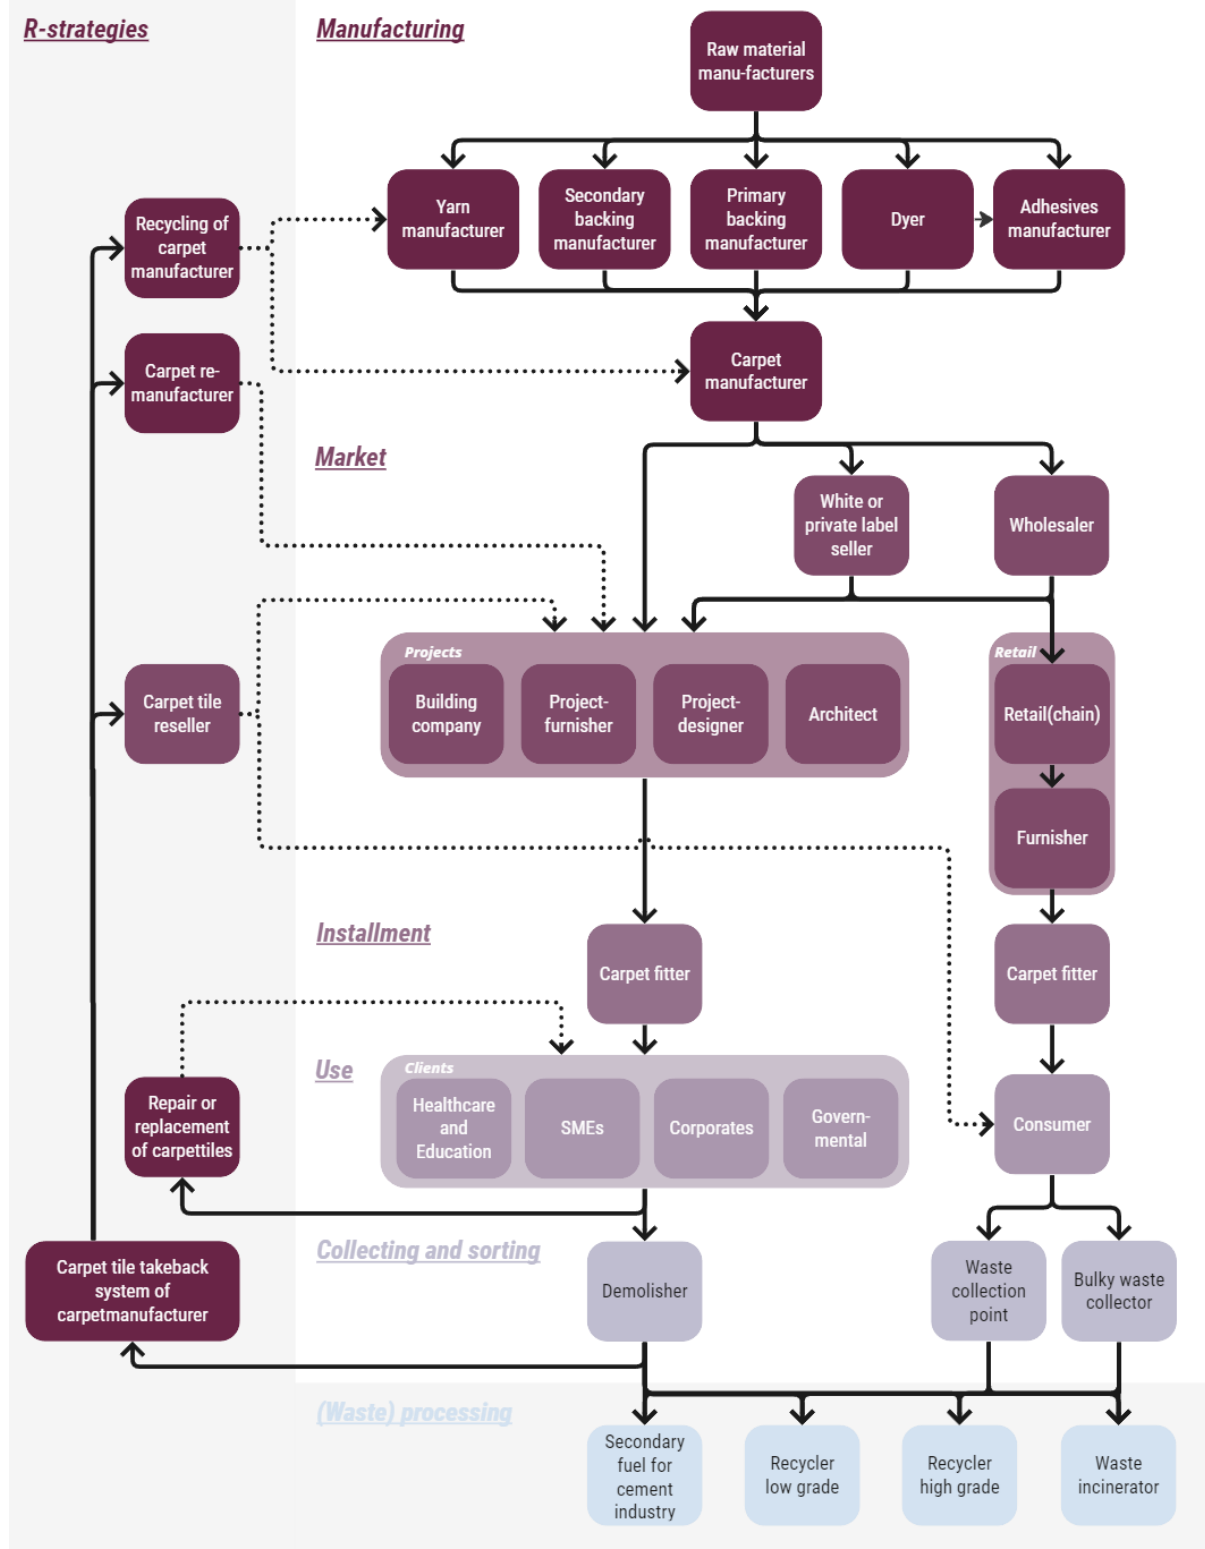 R-strategies
Manufacturing
Raw material
manu-facturers
Yarn
manufacturer
Secondary
backing
manufacturer
Primary
backing
manufacturer
Dyer
Adhesives
manufacturer
Recycling of
carpet
manufacturer
Carpet re-
manufacturer
Carpet
manufacturer
Market
White or
private label
seller
Wholesaler
Projects
Building
company
Project-
furnisher
Project-
designer
Architect
Retail
Retail(chain)
Furnisher
Carpet tile
reseller
Installment
Carpet fitter
Carpet fitter
Use
Clients
Healthcare
and
Education
SMEs
Corporates
Govern-
mental
Consumer
Repair or
replacement
of carpettiles
Collecting and sorting
Carpet tile takeback
system of
carpetmanufacturer
Demolisher
Waste
collection
point
Bulky waste
collector
(Waste) processing
Secondary
fuel for
cement
industry
Recycler
low grade
Recycler
high grade
Waste
incinerator